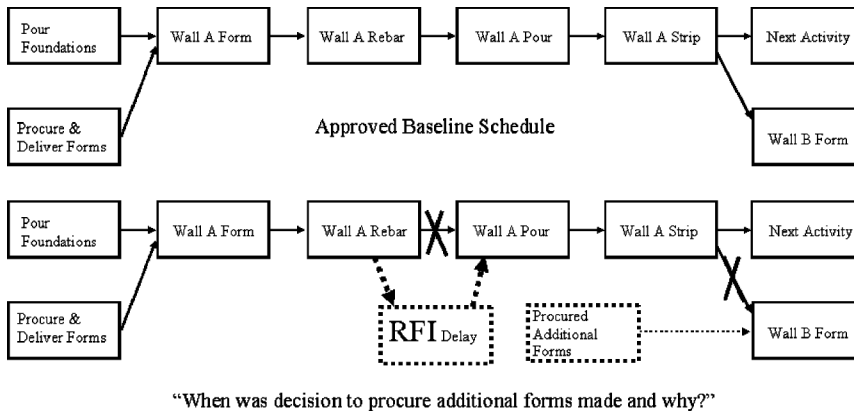 Pour
Foundations
Wall A Form
Wall A Rebar
Wall A Pour
Wall A Strip
Next Activity
Procure &
Deliver Forms
Approved Baseline Schedule
Wall B Form
Pour
Foundations
Wall A Form
Wall A Rebar
Wall A Pour
Wall A Strip
Next Activity
Procure &
Deliver Forms
RFI Delay
Procured
Additional
Forms
Wall B Form
“When was decision to procure additional forms made and why?”